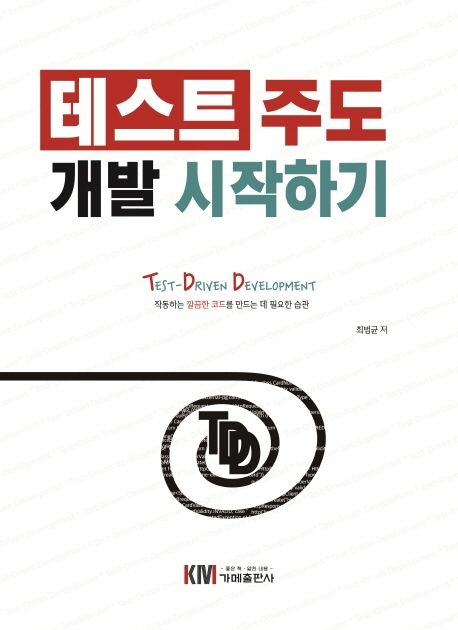 테스트 주도
개발 시작하기
TEST-DRIVEN DEVELOPMENT
작동하는 깔끔한 코드를 만드는 데 필요한 습관
최범균 저
TDD
KM
- 좋은 책·알찬 내용 -
가메출판사